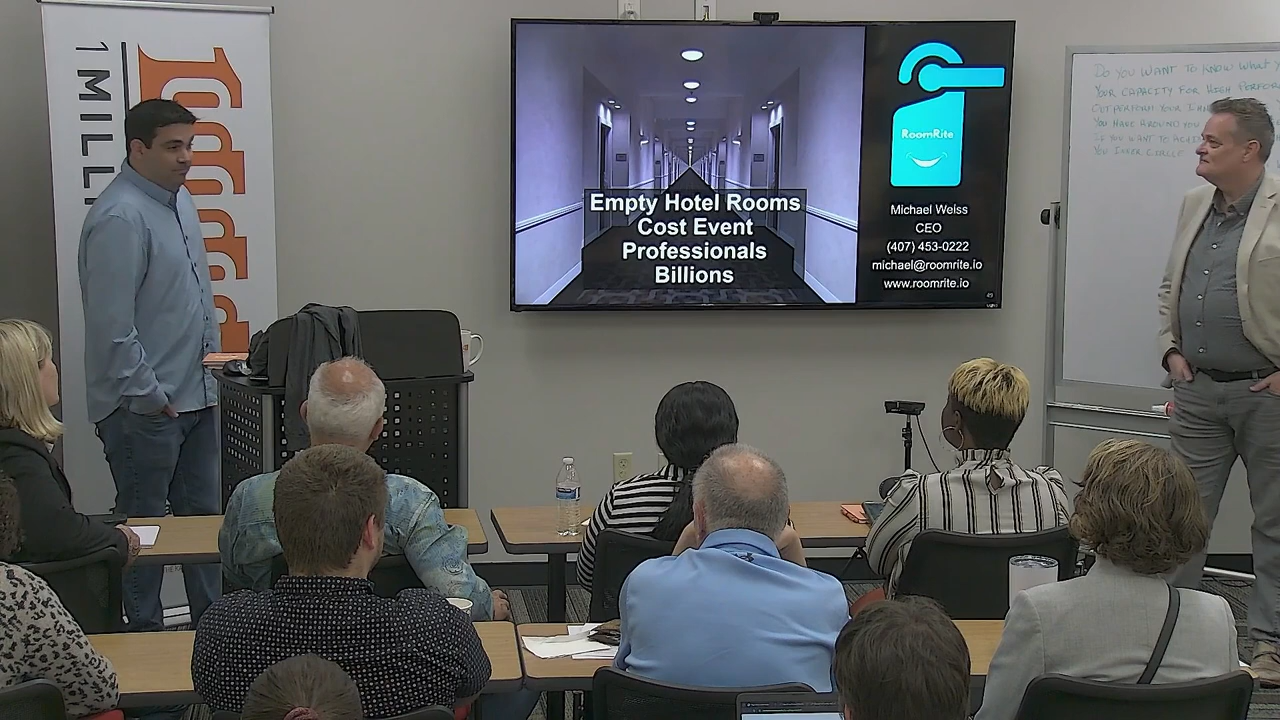 1 MILLI
Empty Hotel Rooms
Cost Event
Professionals
Billions
RoomRite
Michael Weiss
CEO
(407) 453-0222
michael@roomrite.io
www.roomrite.io
DO YOU WANT TO KNOW WHAT Y
YOUR CAPACITY FOR HIGH PERFOR
OUTPERFORM YOUR
YOU HAVE AROUND YOU
IF YOU WANT TO
YOU INNER CIRCLE